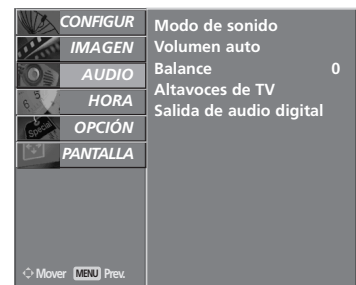 CONFIGUR
IMAGEN
AUDIO
HORA
OPCIÓN
PANTALLA
Modo de sonido
Volumen auto
Balance 0
Altavoces de TV
Salida de audio digital
Special
Mover MENU Prev.